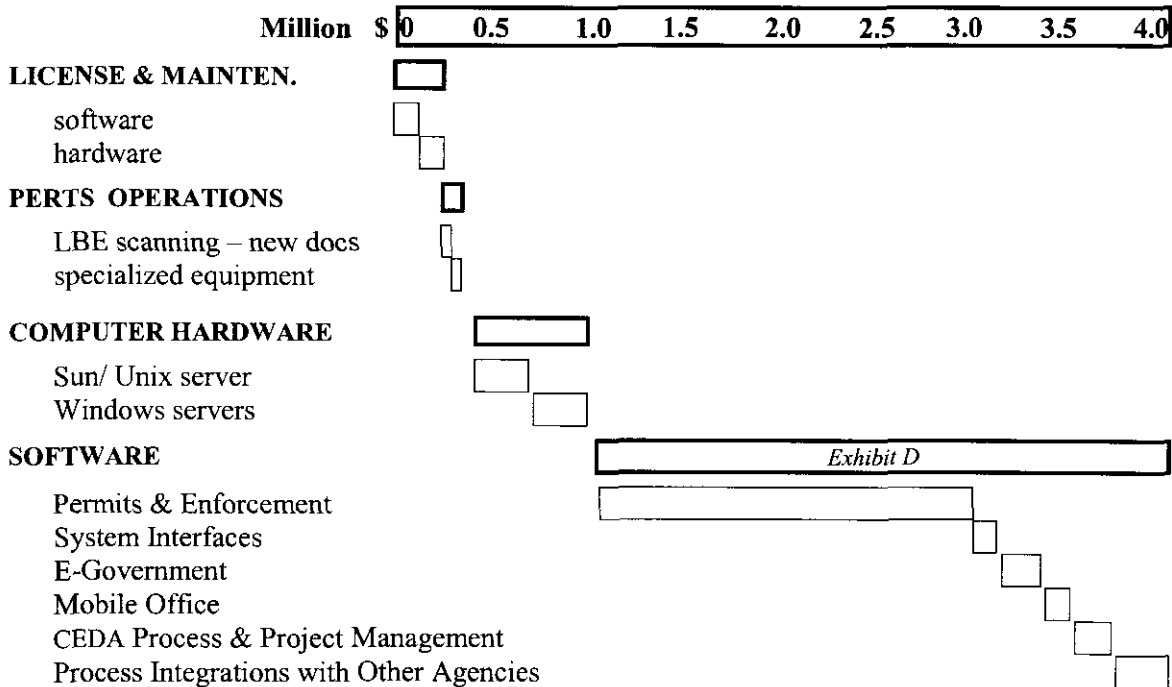 Million $ 0 0.5 1.0 1.5 2.0 2.5 3.0 3.5 4.0
LICENSE & MAINTEN.
software
hardware
PERTS OPERATIONS
LBE scanning – new docs
specialized equipment
COMPUTER HARDWARE
Sun/ Unix server
Windows servers
SOFTWARE Exhibit D
Permits & Enforcement
System Interfaces
E-Government
Mobile Office
CEDA Process & Project Management
Process Integrations with Other Agencies